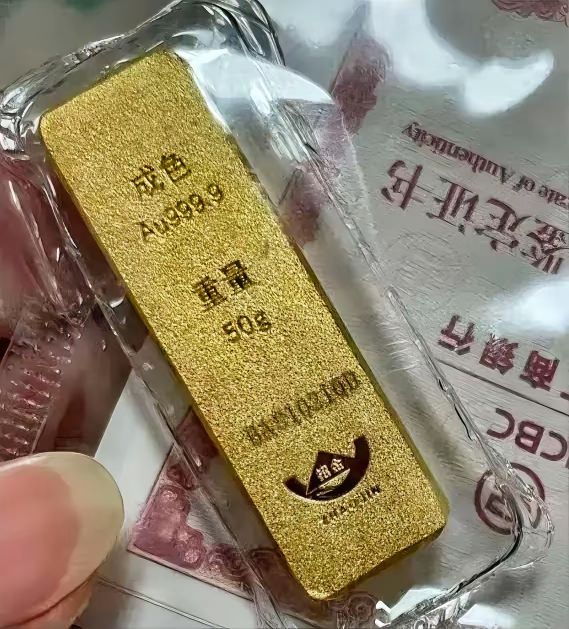 成色
Au999.9
重量
50g
招金
ZHAOJIN
鉴定证书
ate of Authenticity
商银行
ICBC